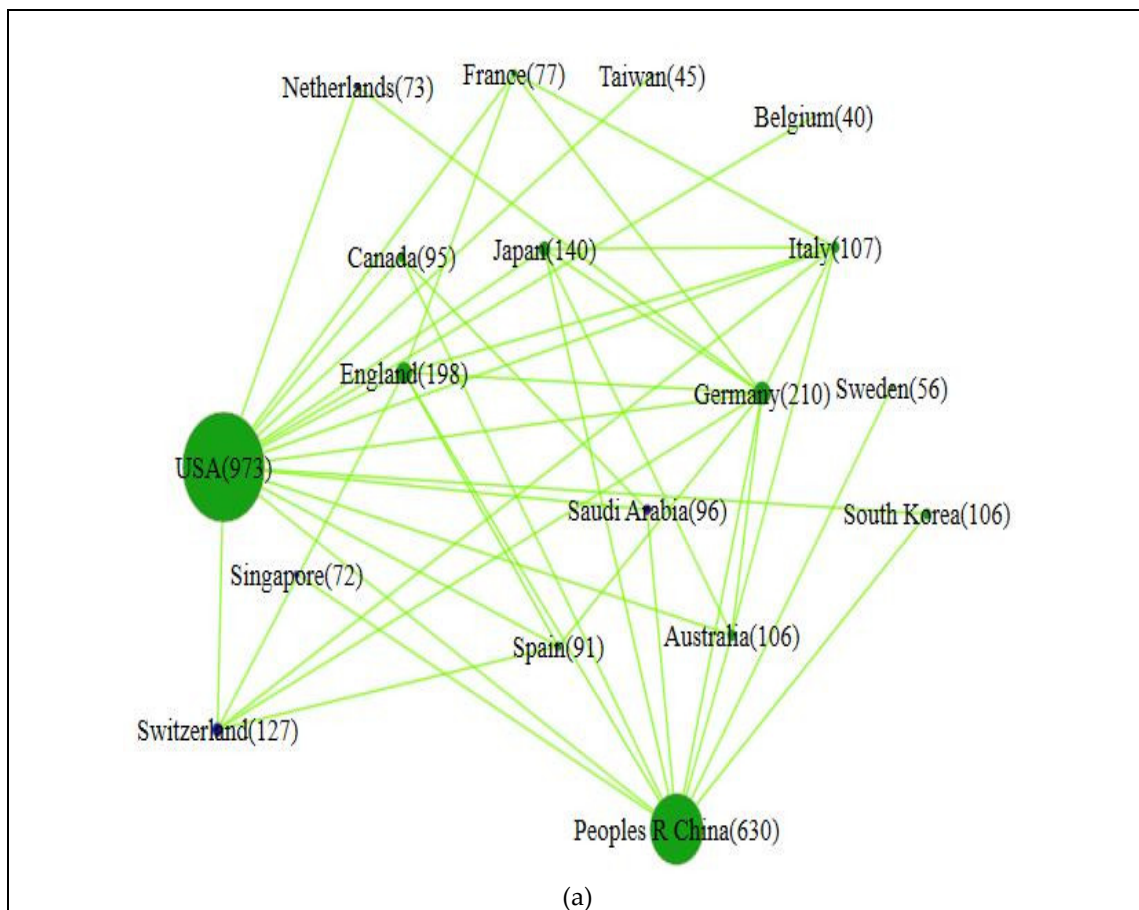 Netherlands(73)
France(77)
Taiwan(45)
Belgium(40)
Canada(95)
Japan(140)
Italy(107)
England(198)
Germany(210)
Sweden(56)
USA(973)
Saudi Arabia(96)
South Korea(106)
Singapore(72)
Spain(91)
Australia(106)
Switzerland(127)
Peoples R China(630)
(a)